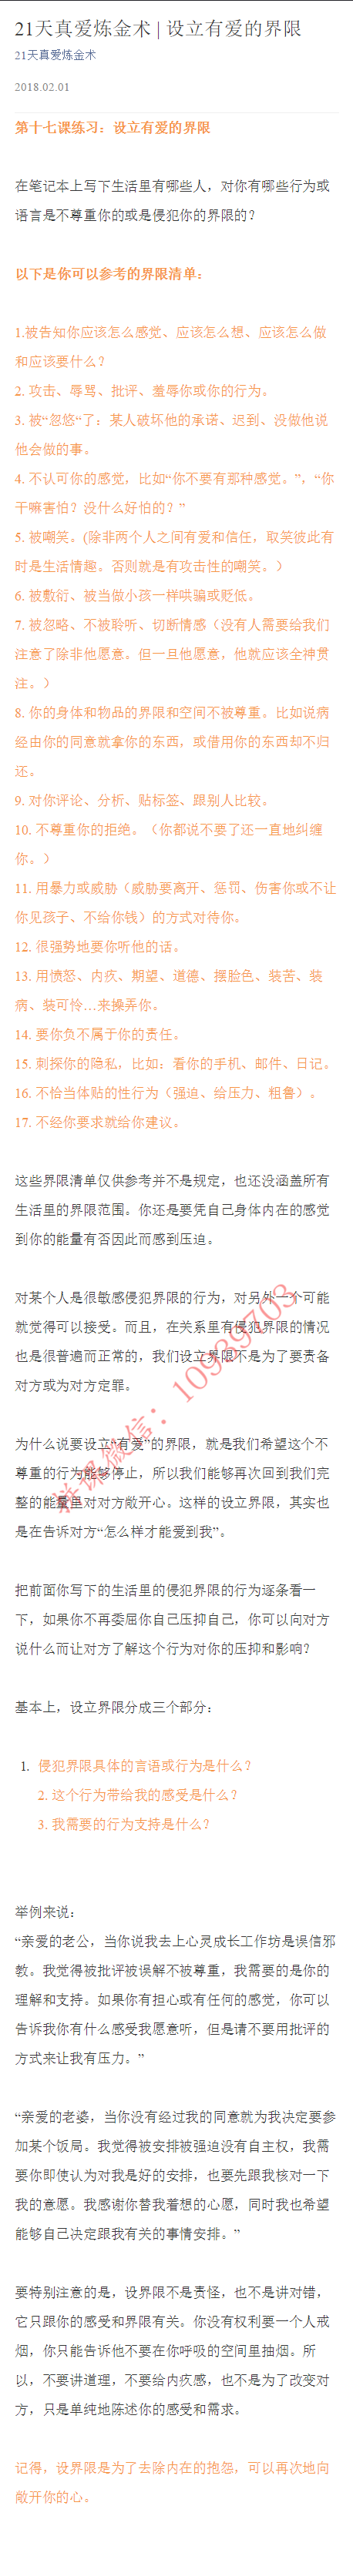 21天真爱炼金术 | 设立有爱的界限
21天真爱炼金术
2018.02.01
第十七课练习：设立有爱的界限
在笔记本上写下生活里有哪些人，对你有哪些行为或
语言是不尊重你的或是侵犯你的界限的？
以下是你可以参考的界限清单：
1.被告知你应该怎么感觉、应该怎么想、应该怎么做
和应该要什么？
2. 攻击、辱骂、批评、羞辱你或你的行为。
3. 被“忽悠“了：某人破坏他的承诺、迟到、没做他说
他会做的事。
4. 不认可你的感觉，比如“你不要有那种感觉。”，“你
干嘛害怕？没什么好怕的？”
5. 被嘲笑。(除非两个人之间有爱和信任，取笑彼此有
时是生活情趣。否则就是有攻击性的嘲笑。）
6. 被敷衍、被当做小孩一样哄骗或贬低。
7. 被忽略、不被聆听、切断情感（没有人需要给我们
注意了除非他愿意。但一旦他愿意，他就应该全神贯
注。）
8. 你的身体和物品的界限和空间不被尊重。比如说病
经由你的同意就拿你的东西，或借用你的东西却不归
还。
9. 对你评论、分析、贴标签、跟别人比较。
10. 不尊重你的拒绝。（你都说不要了还一直地纠缠
你。）
11. 用暴力或威胁（威胁要离开、惩罚、伤害你或不让
你见孩子、不给你钱）的方式对待你。
12. 很强势地要你听他的话。
13. 用愤怒、内疚、期望、道德、摆脸色、装苦、装
病、装可怜…来操弄你。
14. 要你负不属于你的责任。
15. 刺探你的隐私，比如：看你的手机、邮件、日记。
16. 不恰当体贴的性行为（强迫、给压力、粗鲁）。
17. 不经你要求就给你建议。
这些界限清单仅供参考并不是规定，也还没涵盖所有
生活里的界限范围。你还是要凭自己身体内在的感觉
到你的能量有否因此而感到压迫。
对某个人是很敏感侵犯界限的行为，对另外一个可能
就觉得可以接受。而且，在关系里有侵犯界限的情况
也是很普遍而正常的，我们设立界限不是为了要责备
对方或为对方定罪。
为什么说要设立“有爱”的界限，就是我们希望这个不
尊重的行为能够停止，所以我们能够再次回到我们完
整的能量里对对方敞开心。这样的设立界限，其实也
是在告诉对方“怎么样才能爱到我”。
微信：10939703
把前面你写下的生活里的侵犯界限的行为逐条看一
下，如果你不再委屈你自己压抑自己，你可以向对方
说什么而让对方了解这个行为对你的压抑和影响？
基本上，设立界限分成三个部分：
1. 侵犯界限具体的言语或行为是什么？
2. 这个行为带给我的感受是什么？
3. 我需要的行为支持是什么？
举例来说：
“亲爱的老公，当你说我去上心灵成长工作坊是误信邪
教。我觉得被批评被误解不被尊重，我需要的是你的
理解和支持。如果你有担心或有任何的感觉，你可以
告诉我你有什么感受我愿意听，但是请不要用批评的
方式来让我有压力。”
“亲爱的老婆，当你没有经过我的同意就为我决定要参
加某个饭局。我觉得被安排被强迫没有自主权，我需
要你即使认为对我是好的安排，也要先跟我核对一下
我的意愿。我感谢你替我着想的心愿，同时我也希望
能够自己决定跟我有关的事情安排。”
要特别注意的是，设界限不是责怪，也不是讲对错，
它只跟你的感受和界限有关。你没有权利要一个人戒
烟，你只能告诉他不要在你呼吸的空间里抽烟。所
以，不要讲道理，不要给内疚感，也不是为了改变对
方，只是单纯地陈述你的感受和需求。
记得，设界限是为了去除内在的抱怨，可以再次地向
敞开你的心。